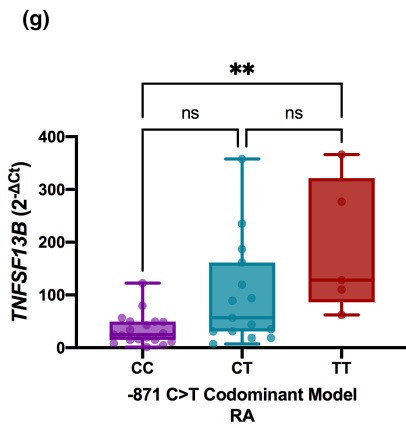 (g)
**
ns ns
TNFSF13B (2-ΔCt)
400
300
200
100
0
CC CT TT
-871 C>T Codominant Model
RA